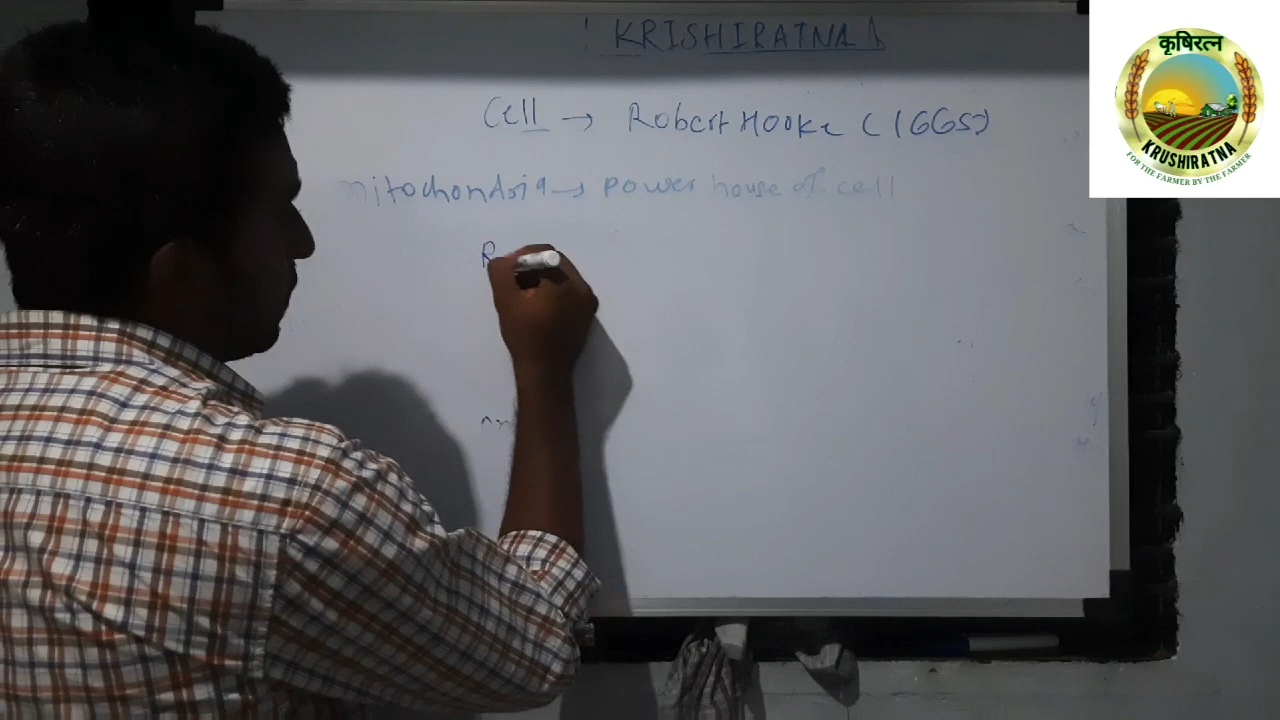 KRISHIRATNA
Cell → Robert Hooke (1665)
mitochondria → power house of cell
R
कृषिरत्न
KRUSHIRATNA
FOR THE FARMER BY THE FARMER